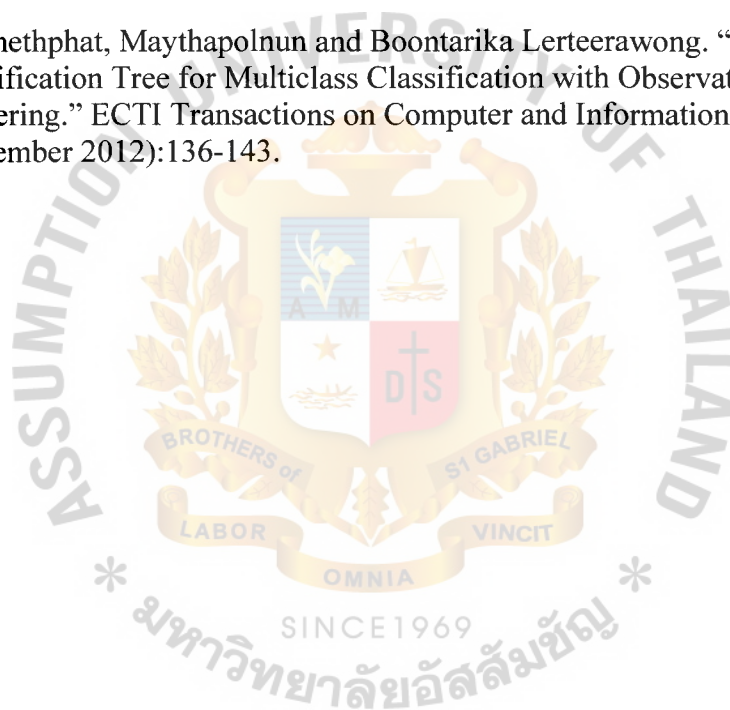 nethphat, Maythapolnun and Boontarika Lerteerawong. “
ification Tree for Multiclass Classification with Observat
ering.” ECTI Transactions on Computer and Information
ember 2012):136-143.
ASSUMPTION UNIVERSITY OF THAILAND
A M
D S
BROTHERS of ST GABRIEL
LABOR
VINCIT
OMNIA
SINCE1969
มหาวิทยาลัยอัสสัมชัญ